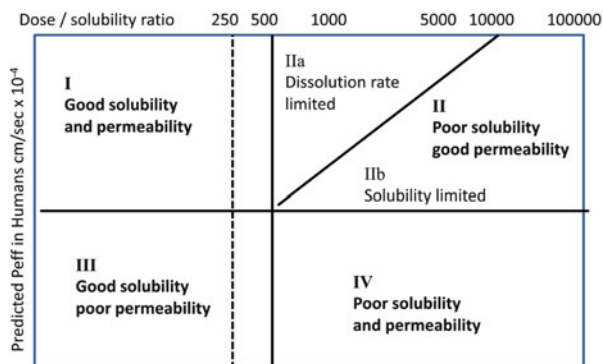 Dose / solubility ratio 250 500 1000 5000 10000 100000
Predicted Peff in Humans cm/sec x 10⁻⁴
I
Good solubility
and permeability
IIa
Dissolution rate
limited
II
Poor solubility
good permeability
IIb
Solubility limited
III
Good solubility
poor permeability
IV
Poor solubility
and permeability